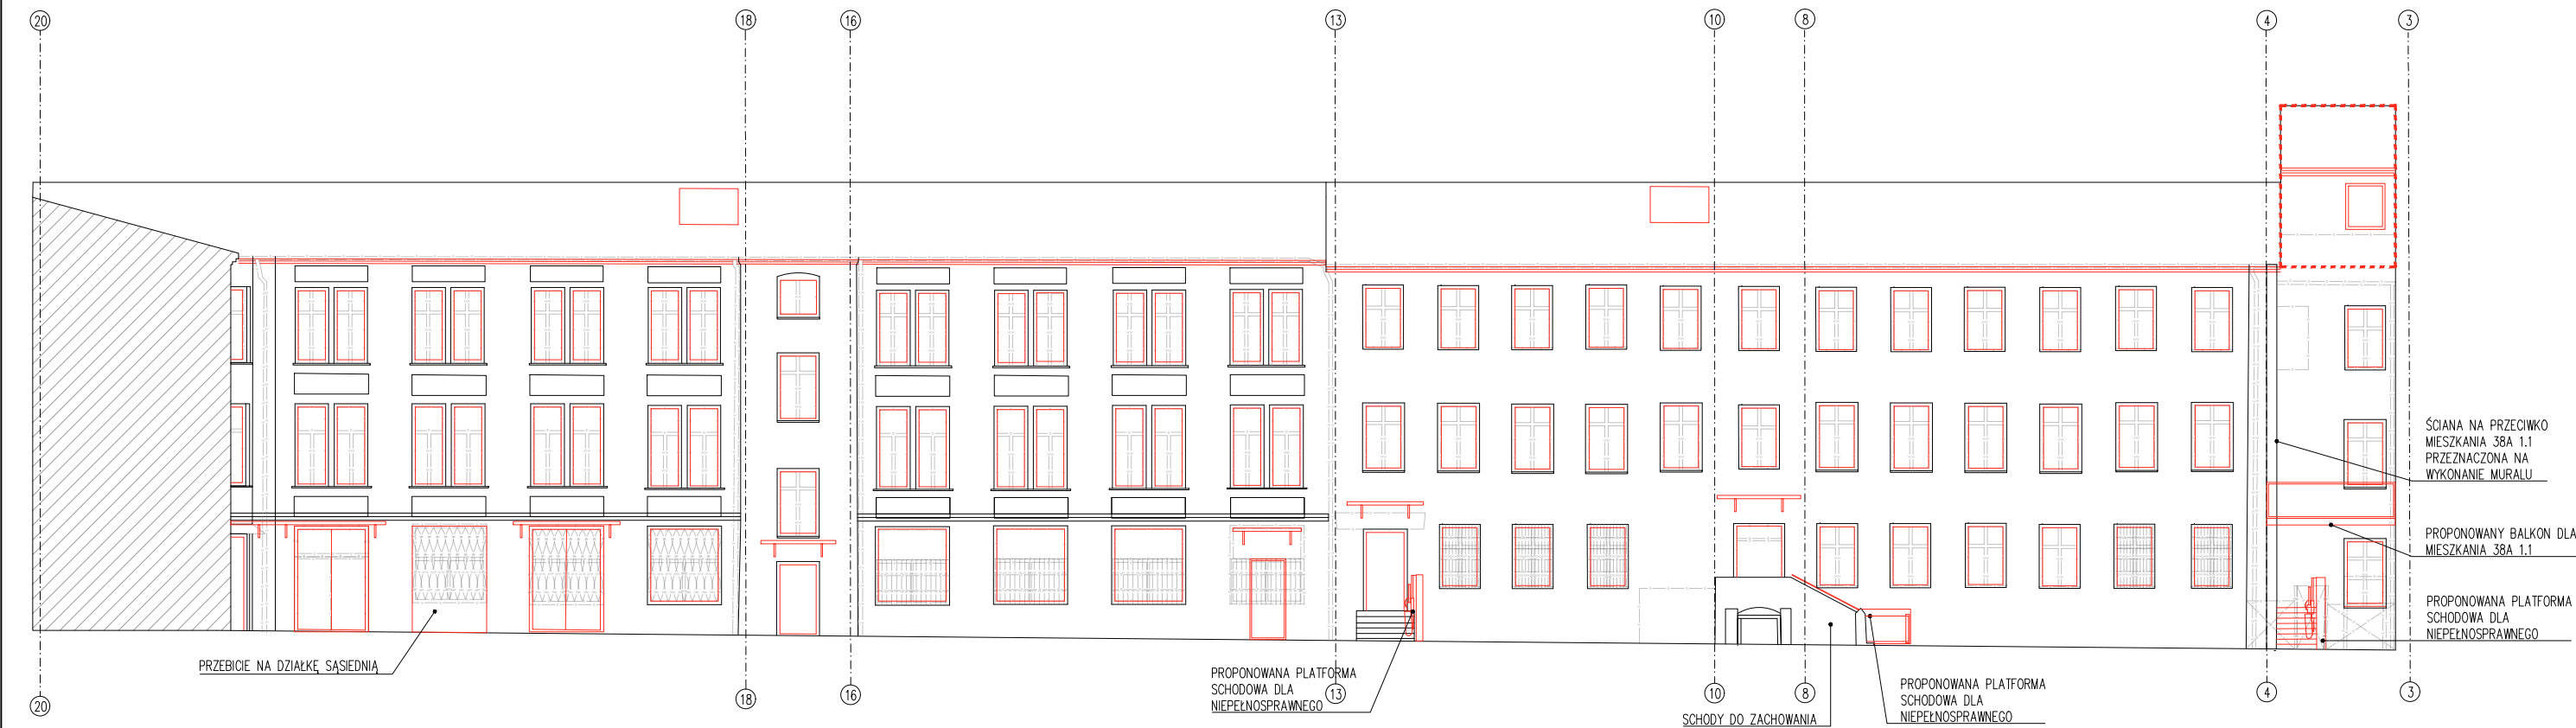 20
18
16
13
10
8
4
3
ŚCIANA NA PRZECIWKO
MIESZKANIA 38A 1.1
PRZEZNACZONA NA
WYKONANIE MURALU
PROPONOWANY BALKON DLA
MIESZKANIA 38A 1.1
PROPONOWANA PLATFORMA
SCHODOWA DLA
NIEPEŁNOSPRAWNEGO
PRZEBICIE NA DZIAŁKĘ SĄSIEDNIĄ
PROPONOWANA PLATFORMA
SCHODOWA DLA
NIEPEŁNOSPRAWNEGO
SCHODY DO ZACHOWANIA
PROPONOWANA PLATFORMA
SCHODOWA DLA
NIEPEŁNOSPRAWNEGO
20
18
16
13
10
8
4
3